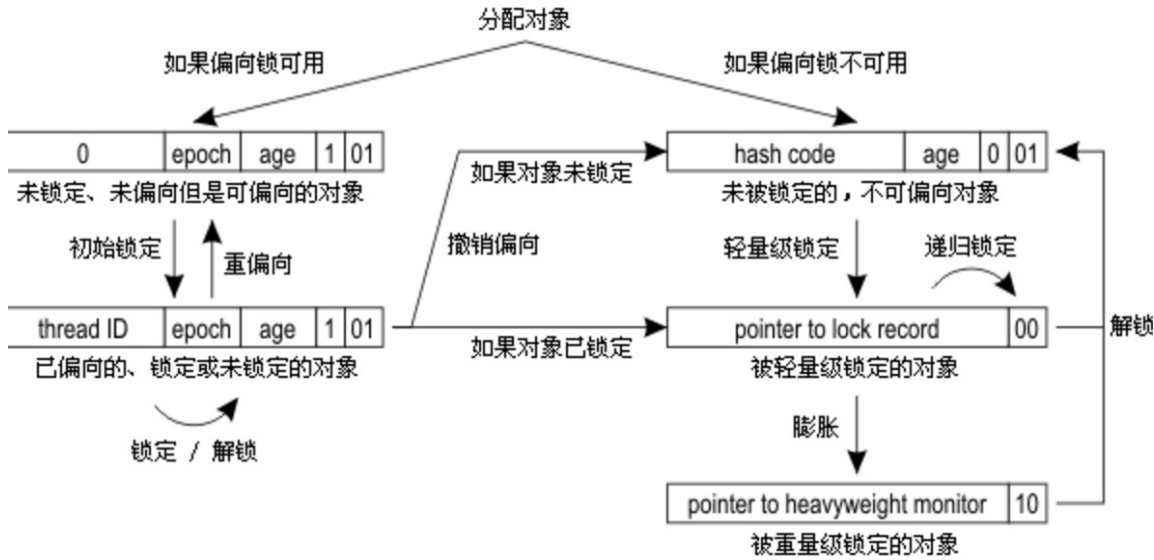 分配对象
如果偏向锁可用
如果偏向锁不可用
0 epoch age 1 01
未锁定、未偏向但是可偏向的对象
hash code age 0 01
未被锁定的，不可偏向对象
如果对象未锁定
初始锁定
重偏向
撤销偏向
轻量级锁定
递归锁定
thread ID epoch age 1 01
已偏向的、锁定或未锁定的对象
如果对象已锁定
pointer to lock record 00
被轻量级锁定的对象
解锁
锁定 / 解锁
膨胀
pointer to heavyweight monitor 10
被重量级锁定的对象